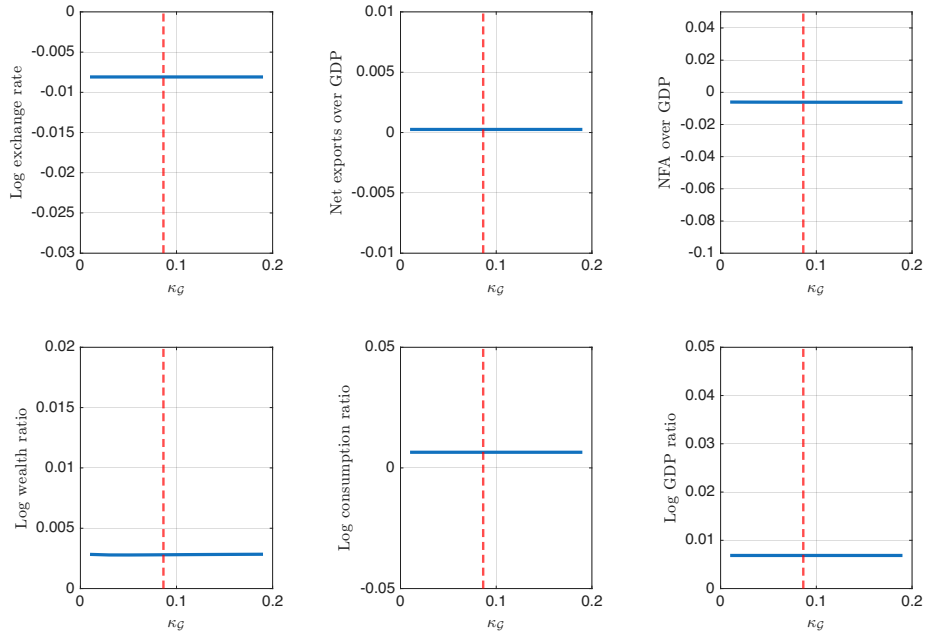 Log exchange rate
0
-0.005
-0.01
-0.015
-0.02
-0.025
-0.03
0 0.1 0.2
κ𝒢
Net exports over GDP
0.01
0.005
0
-0.005
-0.01
0 0.1 0.2
κ𝒢
NFA over GDP
0.04
0.02
0
-0.02
-0.04
-0.06
-0.08
-0.1
0 0.1 0.2
κ𝒢
Log wealth ratio
0.02
0.015
0.01
0.005
0
0 0.1 0.2
κ𝒢
Log consumption ratio
0.05
0
-0.05
0 0.1 0.2
κ𝒢
Log GDP ratio
0.05
0.04
0.03
0.02
0.01
0
0 0.1 0.2
κ𝒢